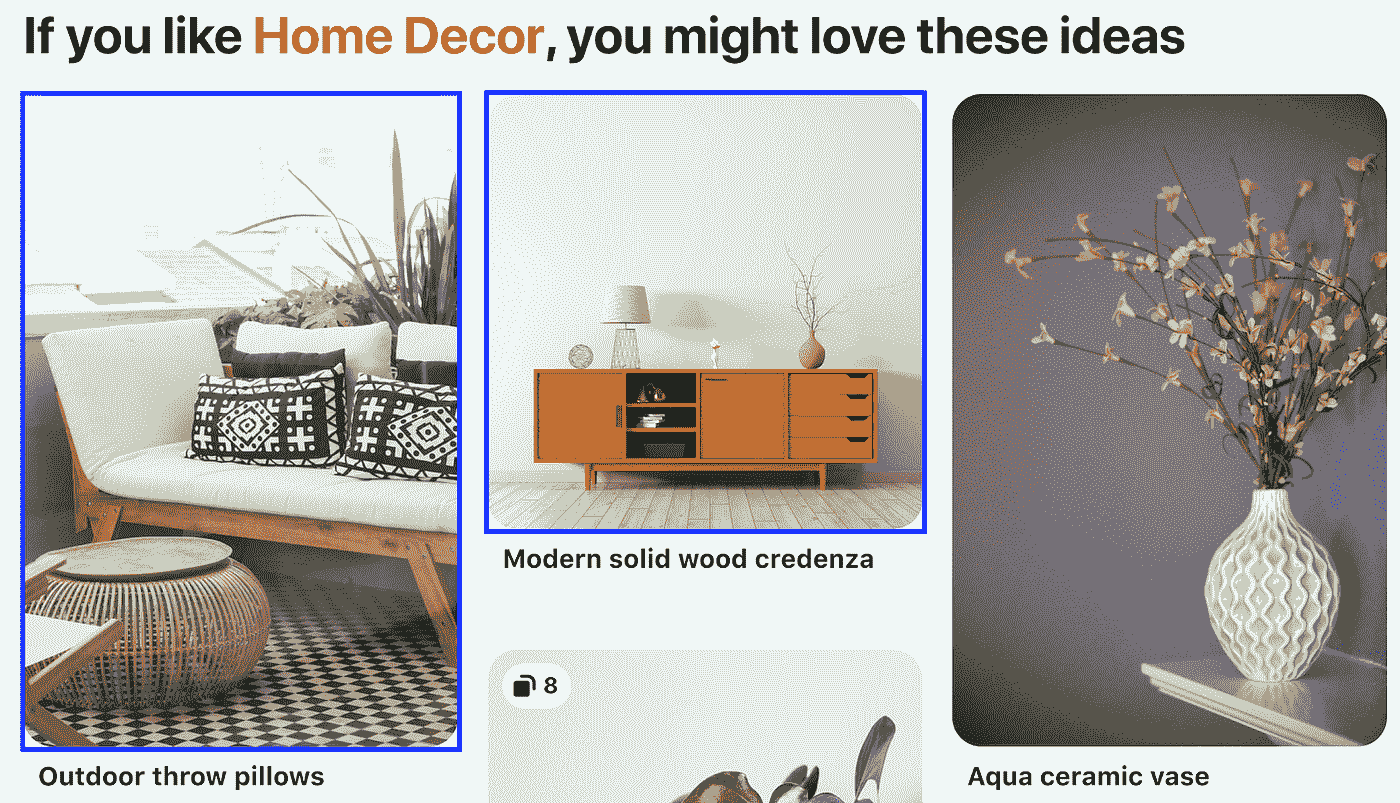 If you like Home Decor, you might love these ideas
Modern solid wood credenza
8
Outdoor throw pillows
Aqua ceramic vase